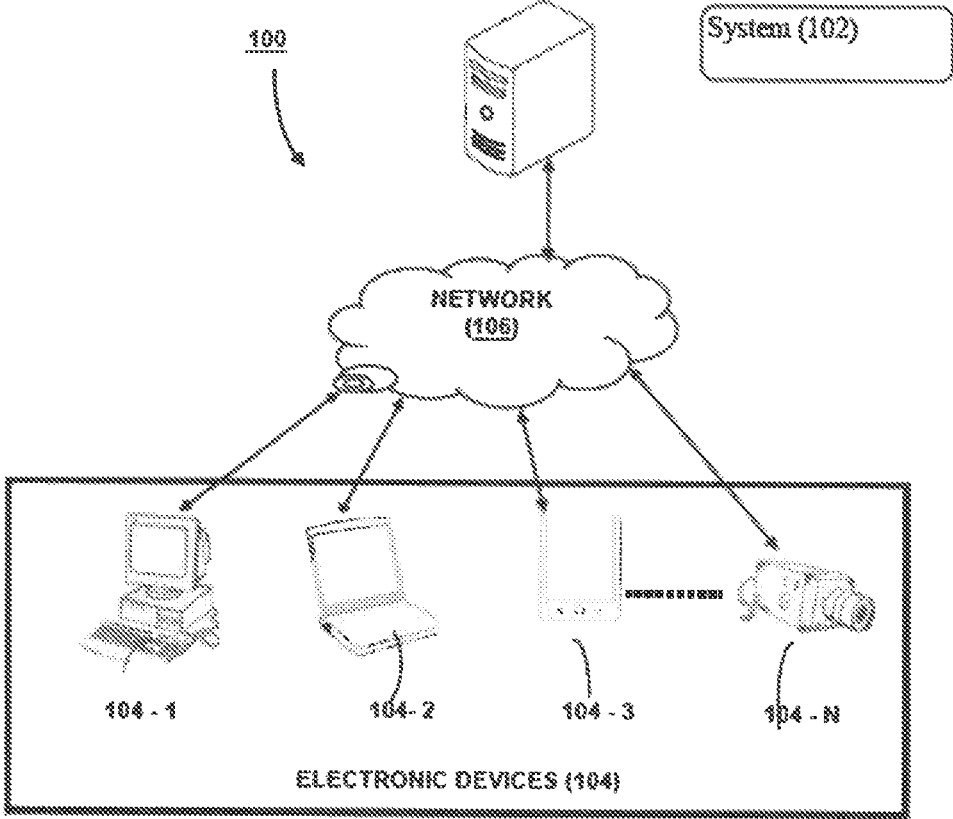 100
System (102)
NETWORK
(106)
104 - 1
104- 2
104 - 3
104 - N
ELECTRONIC DEVICES (104)